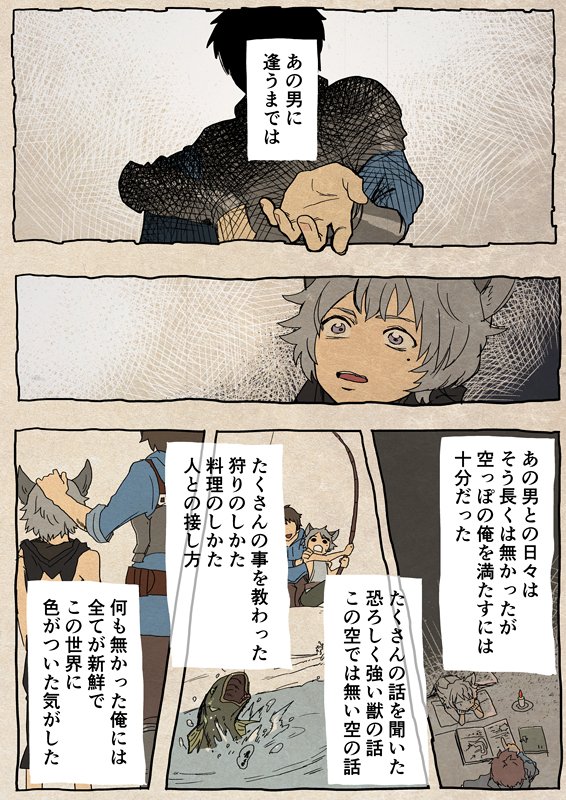 あの男に
逢うまでは
あの男との日々は
そう長くは無かったが
空っぽの俺を満たすには
十分だった
たくさんの話を聞いた
恐ろしく強い獣の話
この空では無い空の話
たくさんの事を教わった
狩りのしかた
料理のしかた
人との接し方
何も無かった俺には
全てが新鮮で
この世界に
色がついた気がした